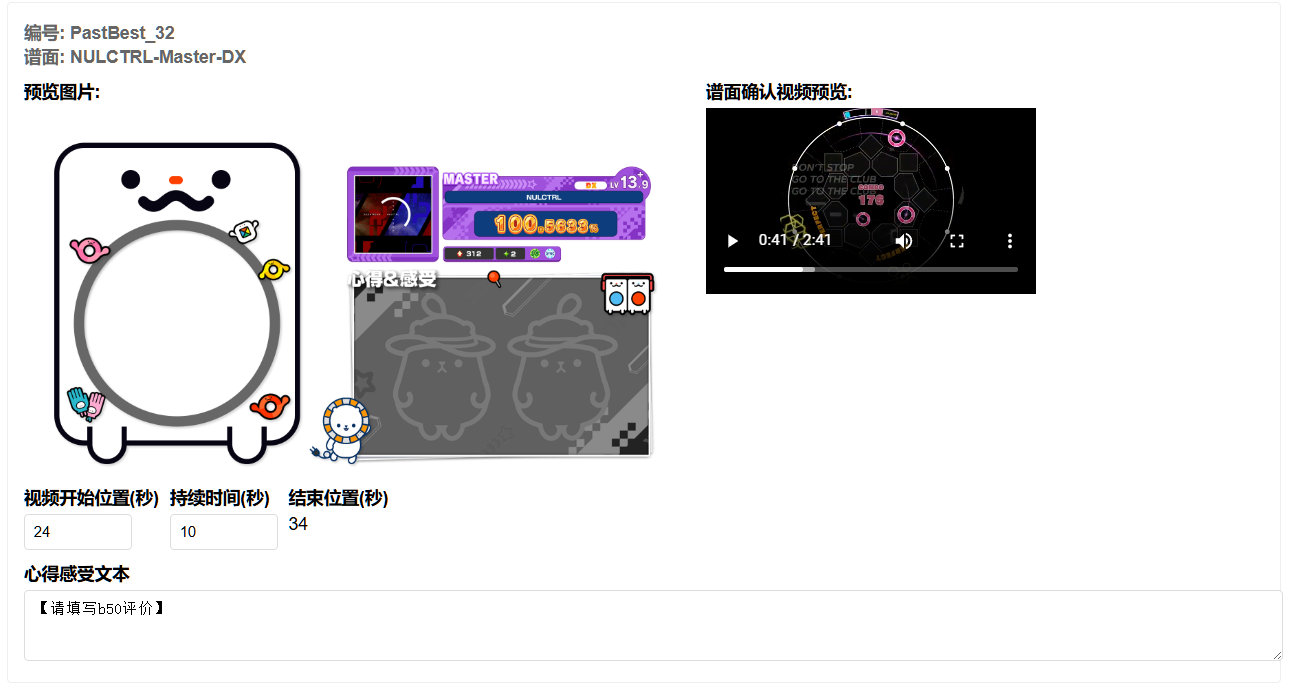 编号: PastBest_32
谱面: NULCTRL-Master-DX
预览图片:
谱面确认视频预览:
MASTER
LV 13.9
NULCTRL
100.5633%
312
2
心得&感受
DON'T STOP
GO TO THE CLUB
GO TO THE CLUB
COMBO
176
PERFECT
PERFECT
0:41 / 2:41
视频开始位置(秒)
持续时间(秒)
结束位置(秒)
24
10
34
心得感受文本
【请填写b50评价】